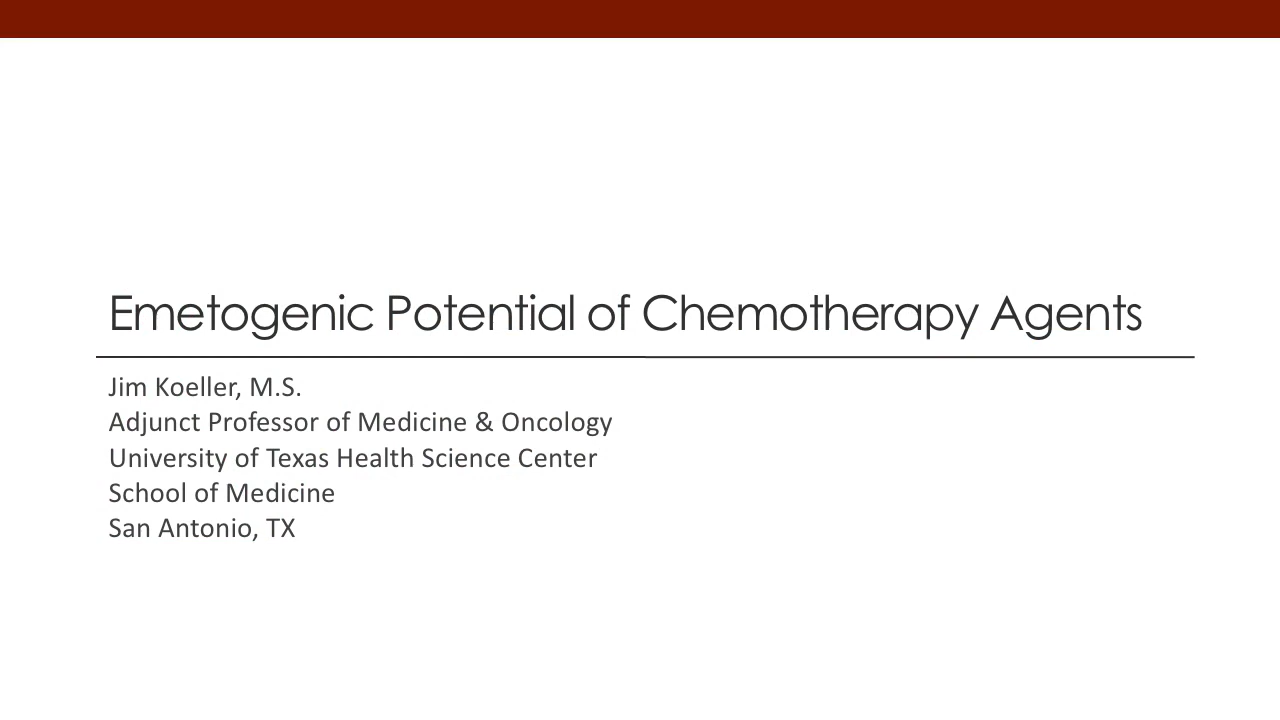 Emetogenic Potential of Chemotherapy Agents
Jim Koeller, M.S.
Adjunct Professor of Medicine & Oncology
University of Texas Health Science Center
School of Medicine
San Antonio, TX